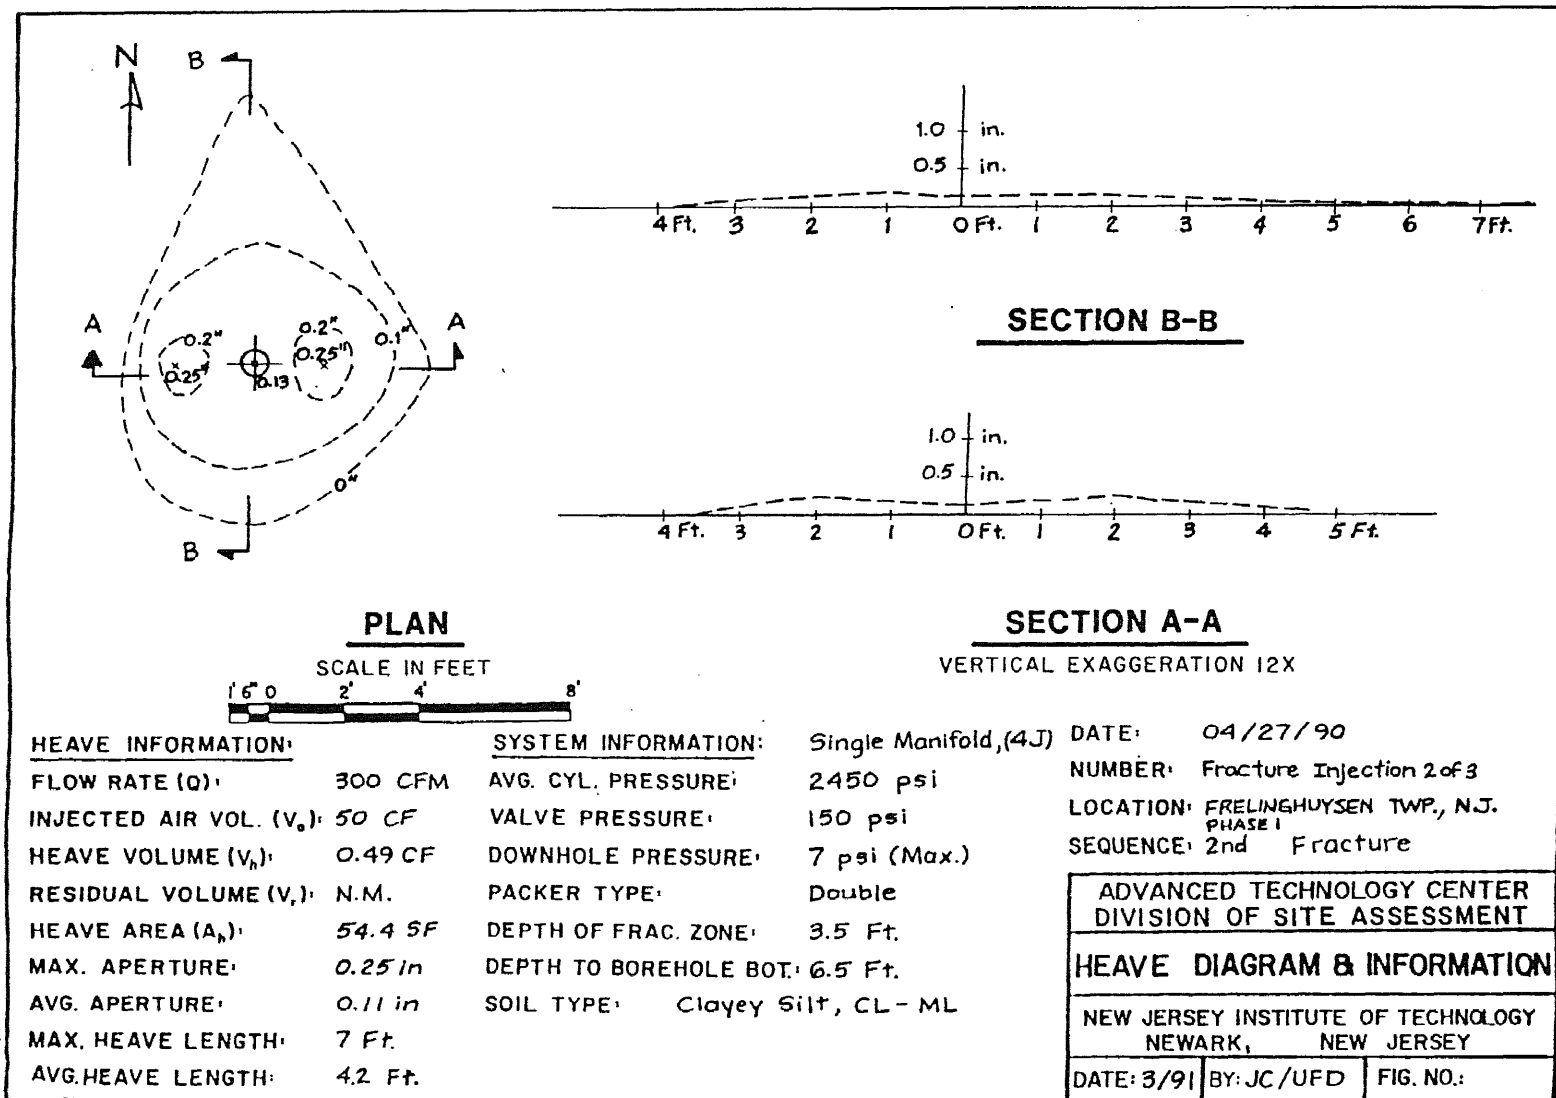 N
B
A
0.2"
0.25"
0.13
0.2"
0.25in
0.1"
A
0"
B
PLAN
SCALE IN FEET
1' 6" 0 2' 4' 8'
1.0 in.
0.5 in.
4 Ft. 3 2 1 0 Ft. 1 2 3 4 5 6 7 Ft.
SECTION B-B
1.0 in.
0.5 in.
4 Ft. 3 2 1 0 Ft. 1 2 3 4 5 Ft.
SECTION A-A
VERTICAL EXAGGERATION 12X
HEAVE INFORMATION:
FLOW RATE (Q): 300 CFM
INJECTED AIR VOL. (Va): 50 CF
HEAVE VOLUME (Vh): 0.49 CF
RESIDUAL VOLUME (Vr): N.M.
HEAVE AREA (Ah): 54.4 SF
MAX. APERTURE: 0.25 in
AVG. APERTURE: 0.11 in
MAX. HEAVE LENGTH: 7 Ft.
AVG. HEAVE LENGTH: 4.2 Ft.
SYSTEM INFORMATION: Single Manifold, (4J)
AVG. CYL. PRESSURE: 2450 psi
VALVE PRESSURE: 150 psi
DOWNHOLE PRESSURE: 7 psi (Max.)
PACKER TYPE: Double
DEPTH OF FRAC. ZONE: 3.5 Ft.
DEPTH TO BOREHOLE BOT.: 6.5 Ft.
SOIL TYPE: Clayey Silt, CL-ML
DATE: 04/27/90
NUMBER: Fracture Injection 2 of 3
LOCATION: FRELINGHUYSEN TWP., N.J.
PHASE I
SEQUENCE: 2nd Fracture
ADVANCED TECHNOLOGY CENTER
DIVISION OF SITE ASSESSMENT
HEAVE DIAGRAM & INFORMATION
NEW JERSEY INSTITUTE OF TECHNOLOGY
NEWARK, NEW JERSEY
DATE: 3/91 BY: JC/UFD FIG. NO.: